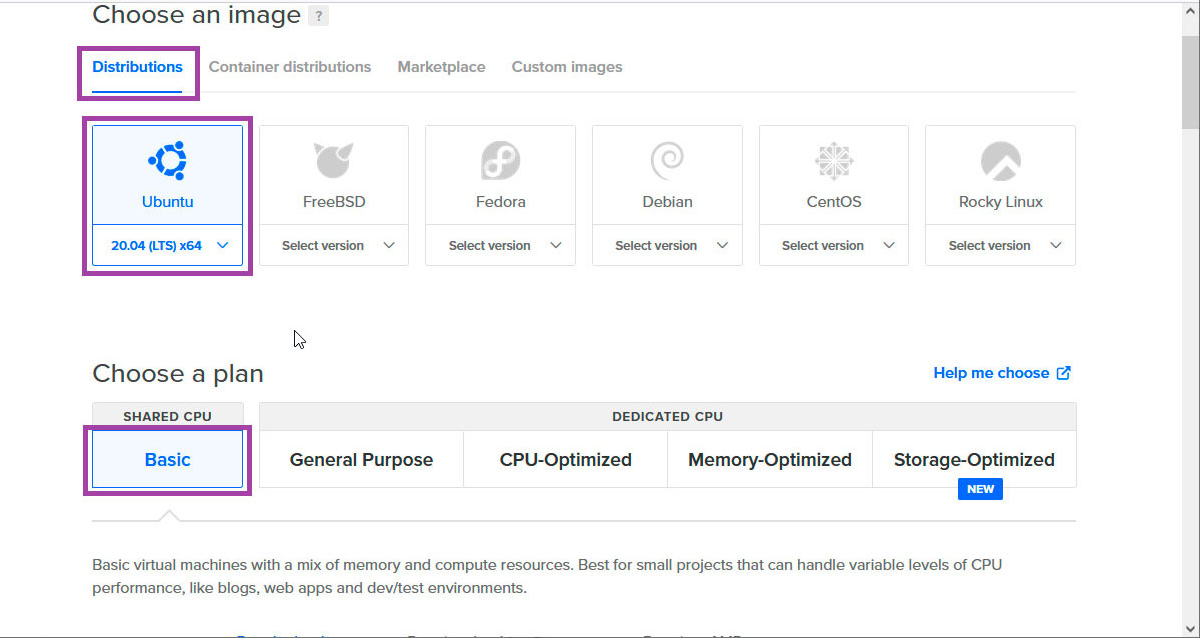 Choose an image ?
Distributions Container distributions Marketplace Custom images
Ubuntu FreeBSD Fedora Debian CentOS Rocky Linux
20.04 (LTS) x64 Select version Select version Select version Select version Select version
Choose a plan Help me choose
SHARED CPU DEDICATED CPU
Basic General Purpose CPU-Optimized Memory-Optimized Storage-Optimized
NEW
Basic virtual machines with a mix of memory and compute resources. Best for small projects that can handle variable levels of CPU
performance, like blogs, web apps and dev/test environments.